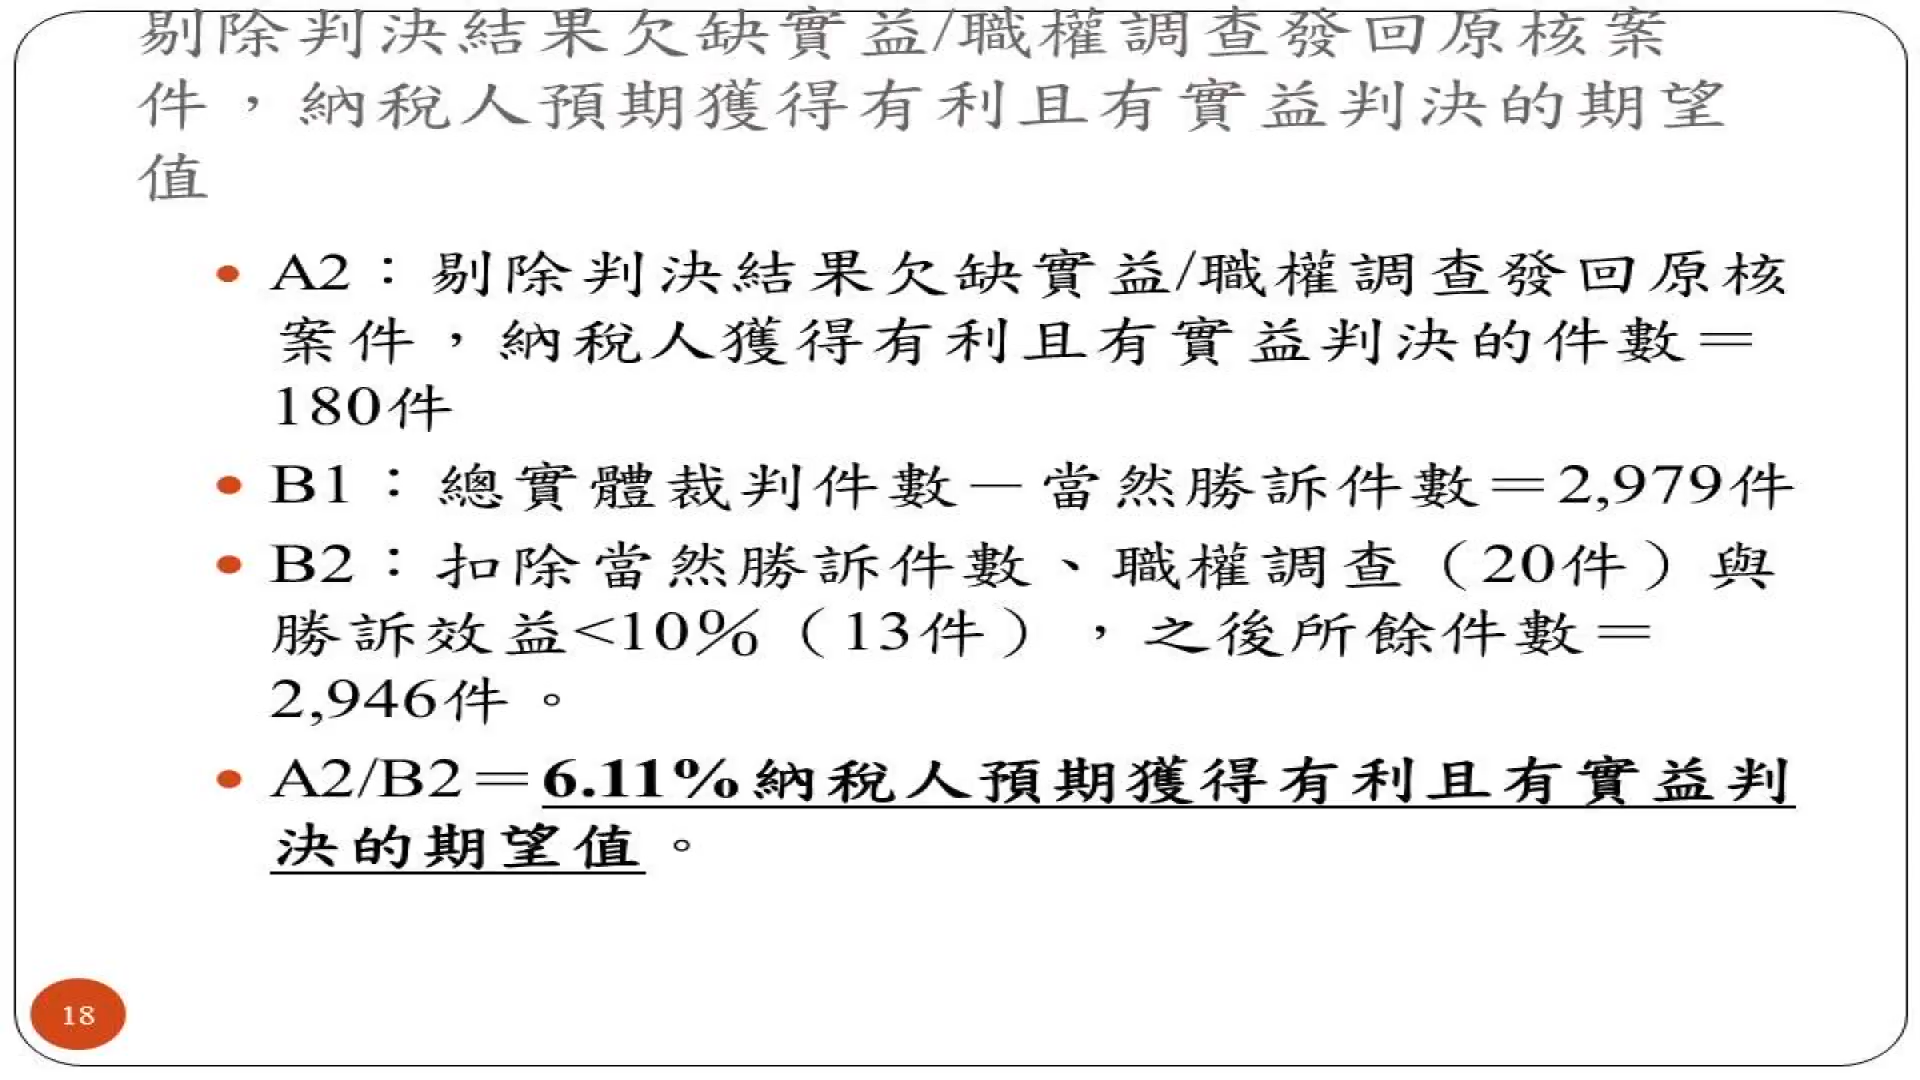 剔除判決結果欠缺實益/職權調查發回原核案
件，納稅人預期獲得有利且有實益判決的期望
值
• A2：剔除判決結果欠缺實益/職權調查發回原核
案件，納稅人獲得有利且有實益判決的件數＝
180件
• B1：總實體裁判件數－當然勝訴件數＝2,979件
• B2：扣除當然勝訴件數、職權調查（20件）與
勝訴效益<10％（13件），之後所餘件數＝
2,946件。
• A2/B2＝6.11%納稅人預期獲得有利且有實益判
決的期望值。
18